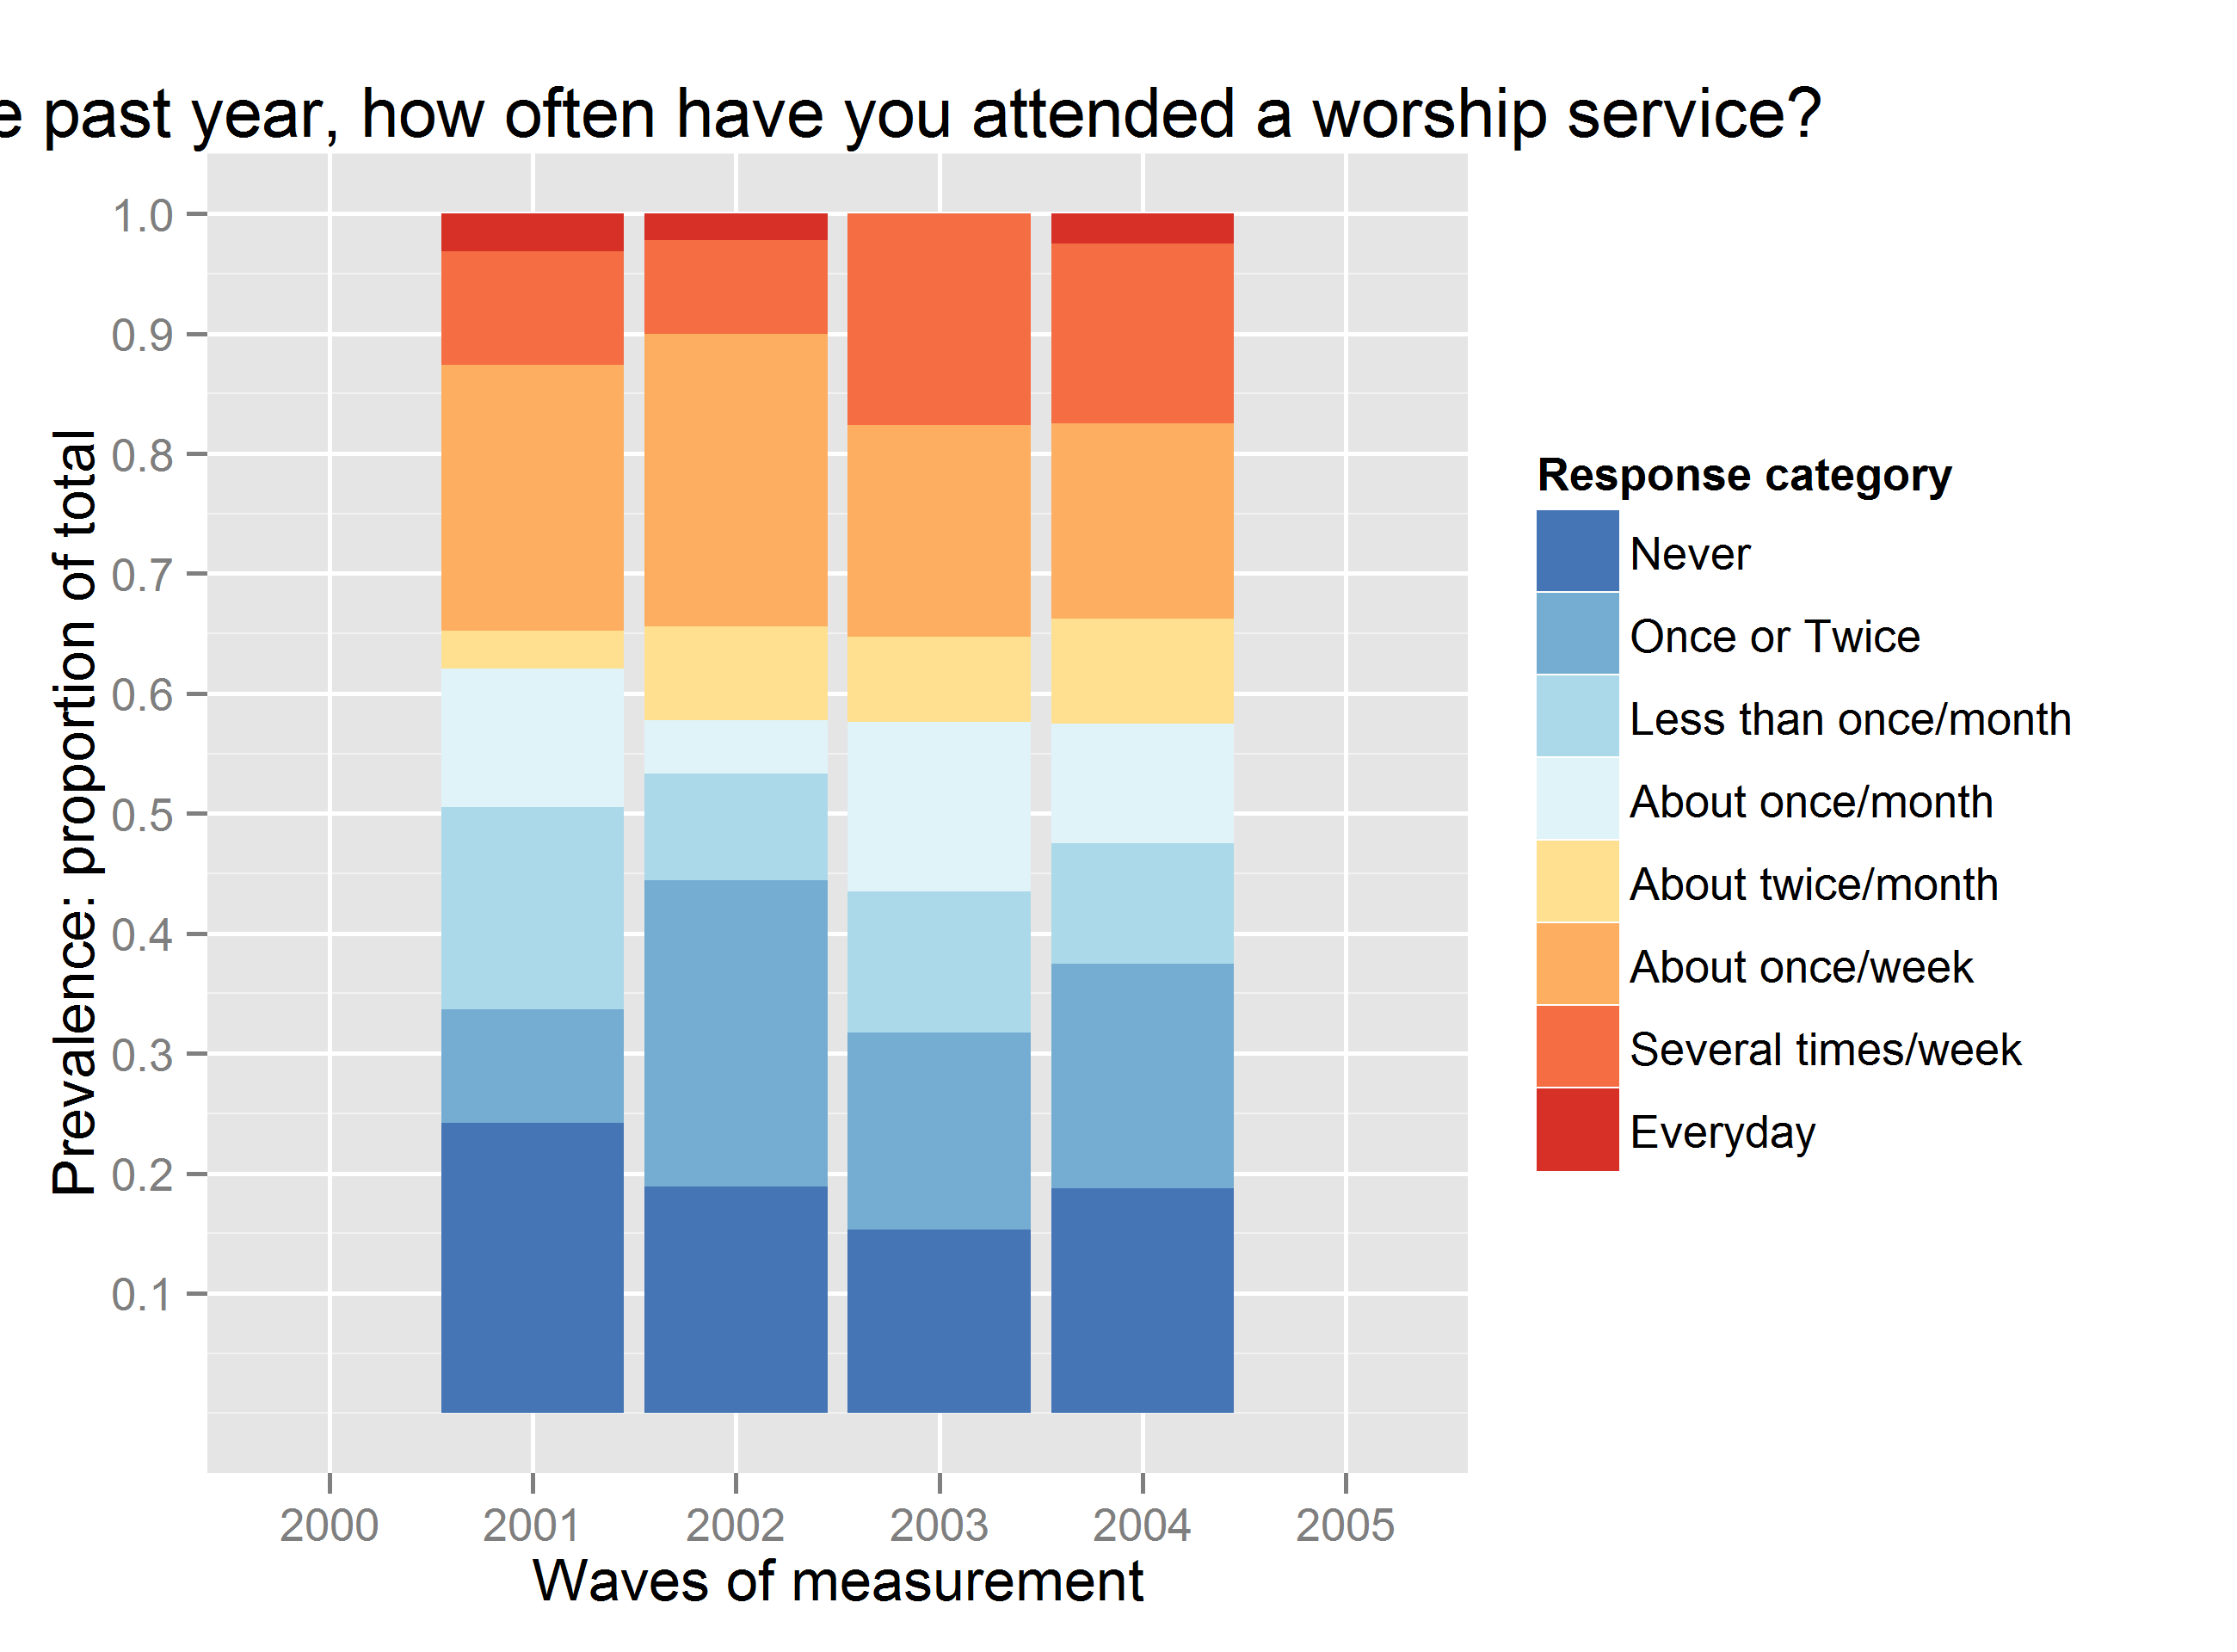 e past year, how often have you attended a worship service?
Prevalence: proportion of total
1.0
0.9
0.8
0.7
0.6
0.5
0.4
0.3
0.2
0.1
2000 2001 2002 2003 2004 2005
Waves of measurement
Response category
Never
Once or Twice
Less than once/month
About once/month
About twice/month
About once/week
Several times/week
Everyday